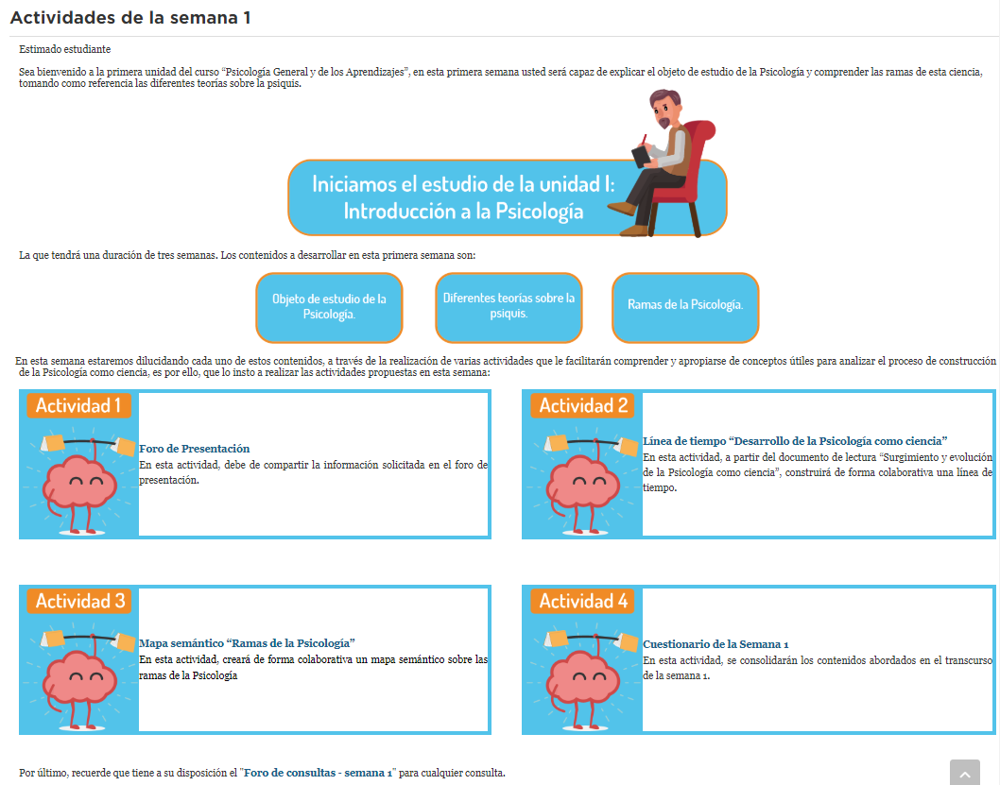 Actividades de la semana 1
Estimado estudiante
Sea bienvenido a la primera unidad del curso “Psicología General y de los Aprendizajes”, en esta primera semana usted será capaz de explicar el objeto de estudio de la Psicología y comprender las ramas de esta ciencia,
tomando como referencia las diferentes teorías sobre la psiquis.
Iniciamos el estudio de la unidad I:
Introducción a la Psicología
La que tendrá una duración de tres semanas. Los contenidos a desarrollar en esta primera semana son:
Objeto de estudio de la
Psicología.
Diferentes teorías sobre la
psiquis.
Ramas de la Psicología.
En esta semana estaremos dilucidando cada uno de estos contenidos, a través de la realización de varias actividades que le facilitarán comprender y apropiarse de conceptos útiles para analizar el proceso de construcción
de la Psicología como ciencia, es por ello, que lo insto a realizar las actividades propuestas en esta semana:
Actividad 1
Foro de Presentación
En esta actividad, debe de compartir la información solicitada en el foro de
presentación.
Actividad 2
Línea de tiempo “Desarrollo de la Psicología como ciencia”
En esta actividad, a partir del documento de lectura “Surgimiento y evolución
de la Psicología como ciencia”, construirá de forma colaborativa una línea de
tiempo.
Actividad 3
Mapa semántico “Ramas de la Psicología”
En esta actividad, creará de forma colaborativa un mapa semántico sobre las
ramas de la Psicología
Actividad 4
Cuestionario de la Semana 1
En esta actividad, se consolidarán los contenidos abordados en el transcurso
de la semana 1.
Por último, recuerde que tiene a su disposición el "Foro de consultas - semana 1" para cualquier consulta.